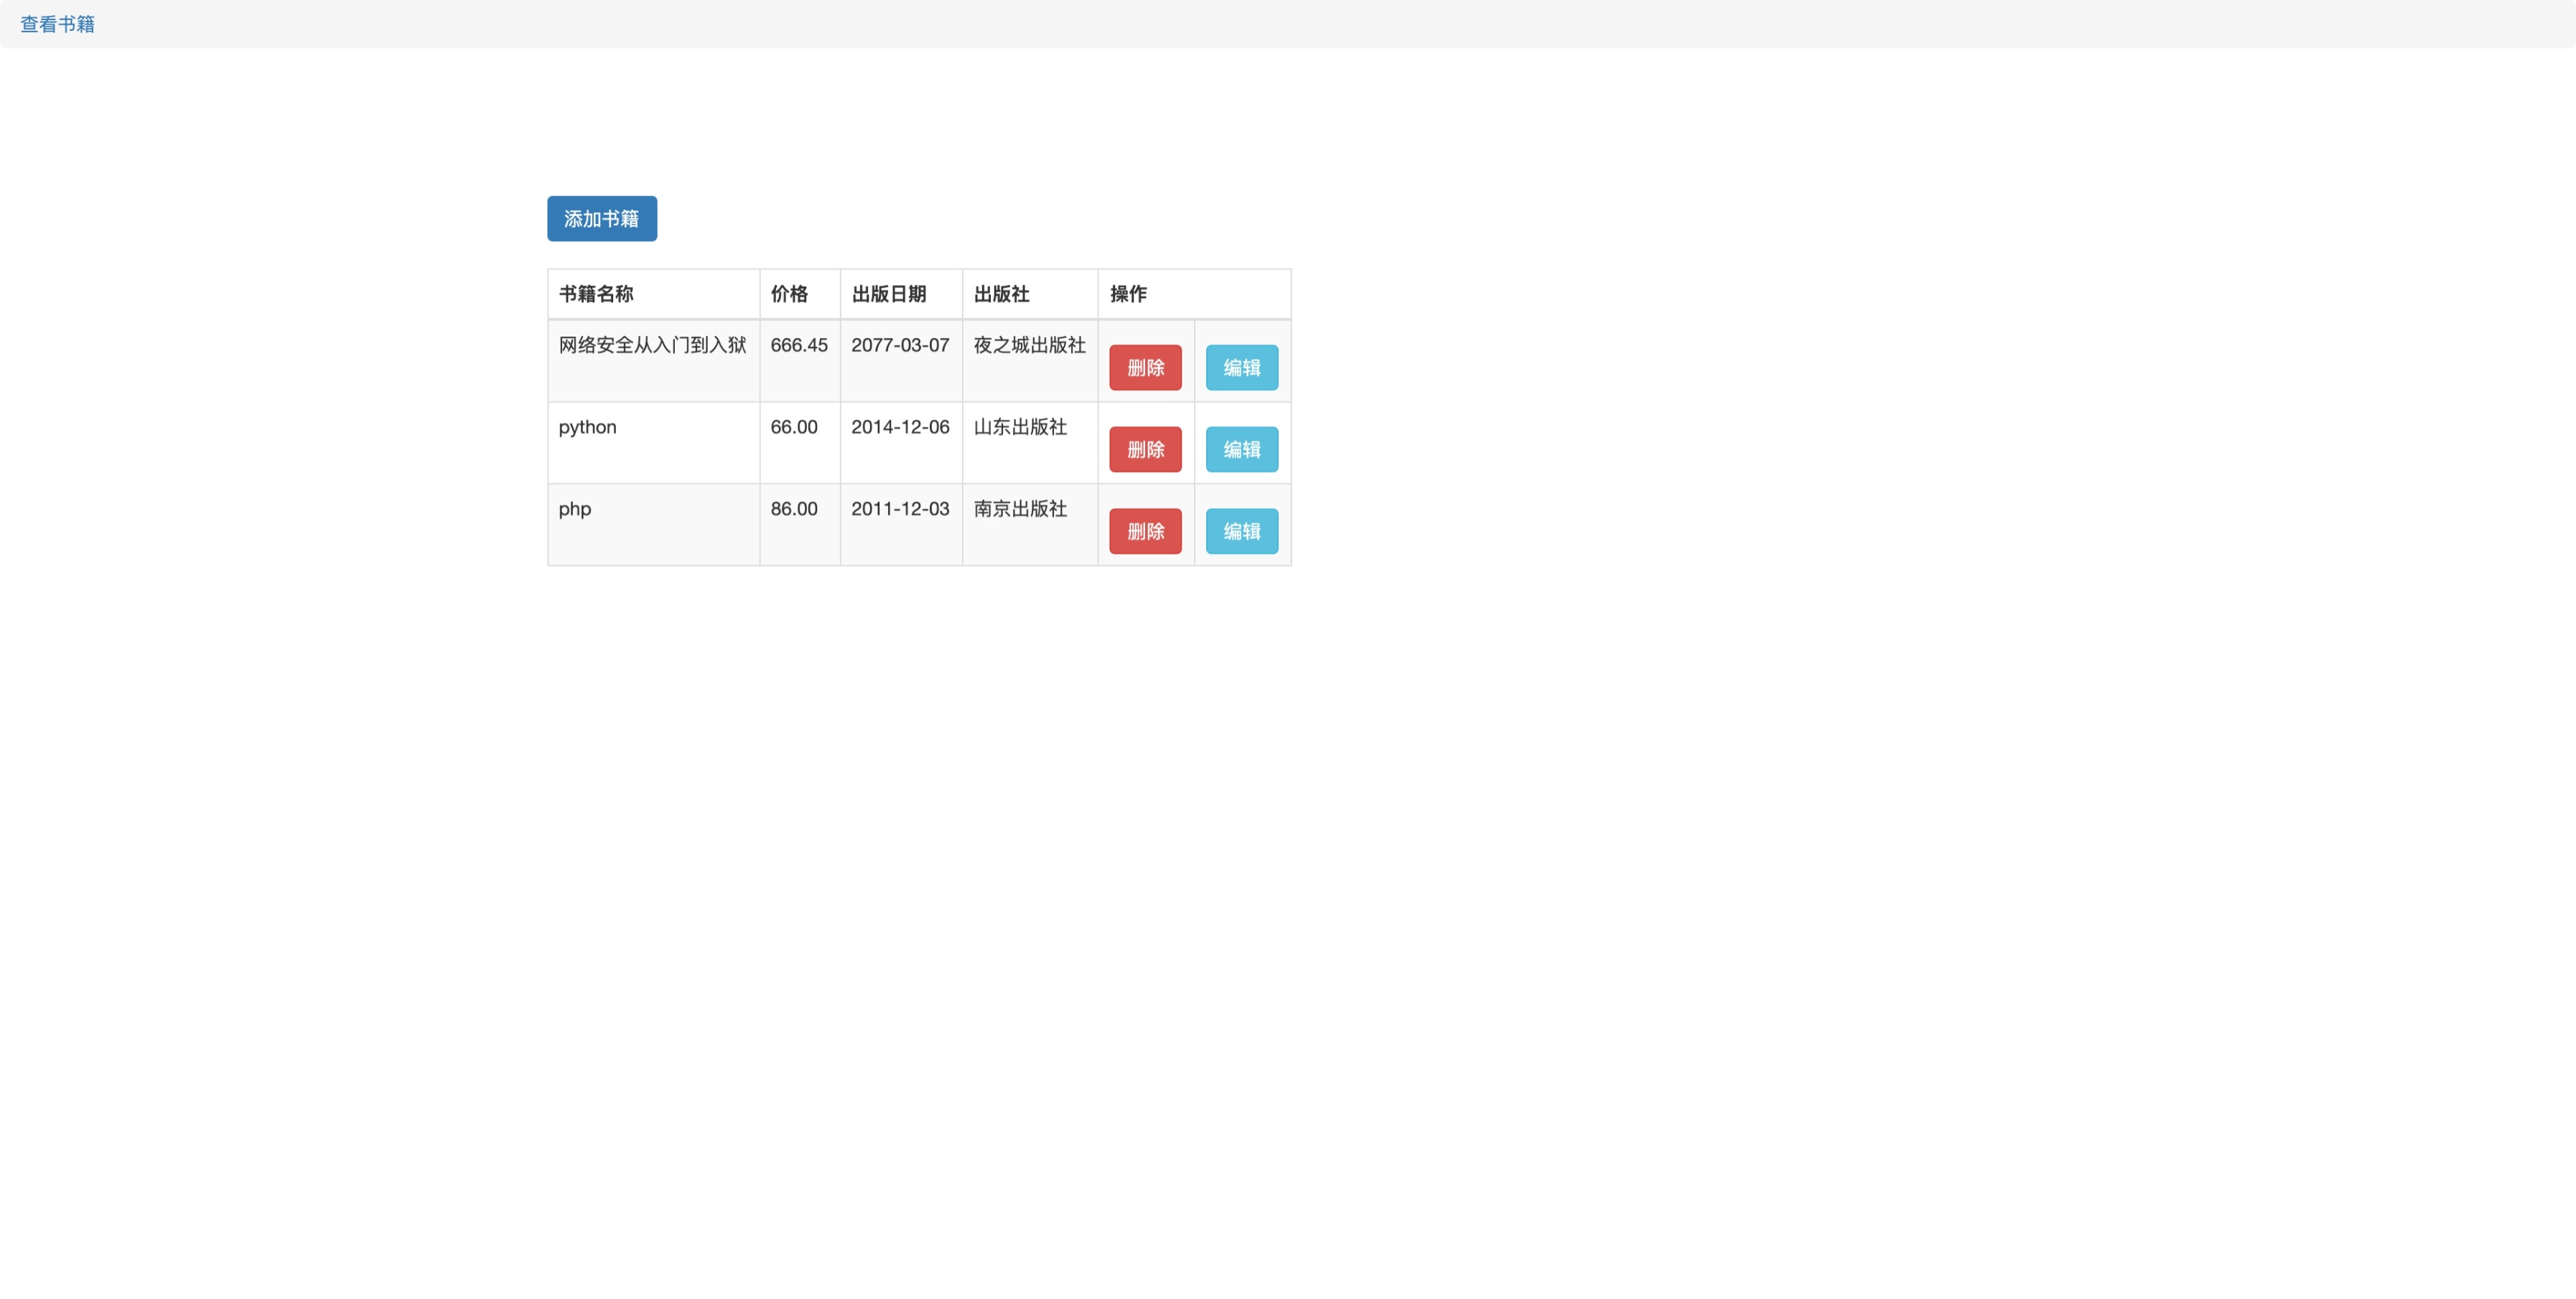 查看书籍
添加书籍
书籍名称 价格 出版日期 出版社 操作
网络安全从入门到入狱 666.45 2077-03-07 夜之城出版社 删除 编辑
python 66.00 2014-12-06 山东出版社 删除 编辑
php 86.00 2011-12-03 南京出版社 删除 编辑